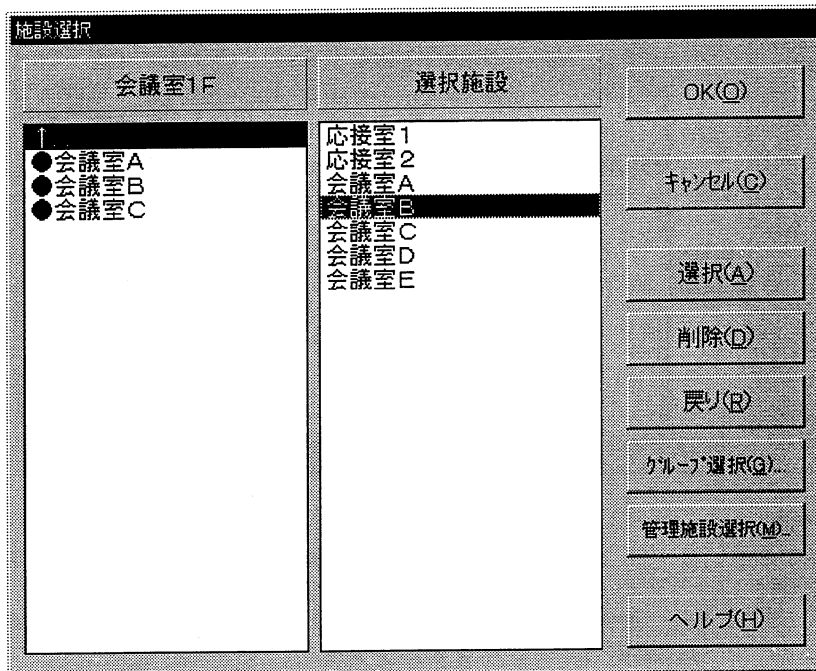 施設選択
会議室1F
↑
●会議室A
●会議室B
●会議室C
選択施設
応接室1
応接室2
会議室A
会議室B
会議室C
会議室D
会議室E
OK(O)
キャンセル(C)
選択(A)
削除(D)
戻り(R)
グループ選択(G)...
管理施設選択(M)...
ヘルプ(H)